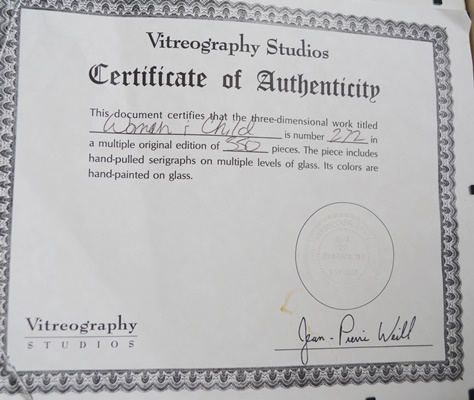 Vitreography Studios
Certificate of Authenticity
This document certifies that the three-dimensional work titled
Woman & Child is number 272 in
a multiple original edition of 550 pieces. The piece includes
hand-pulled serigraphs on multiple levels of glass. Its colors are
hand-painted on glass.
Vitreography
STUDIOS
Jean-Pierre Weill